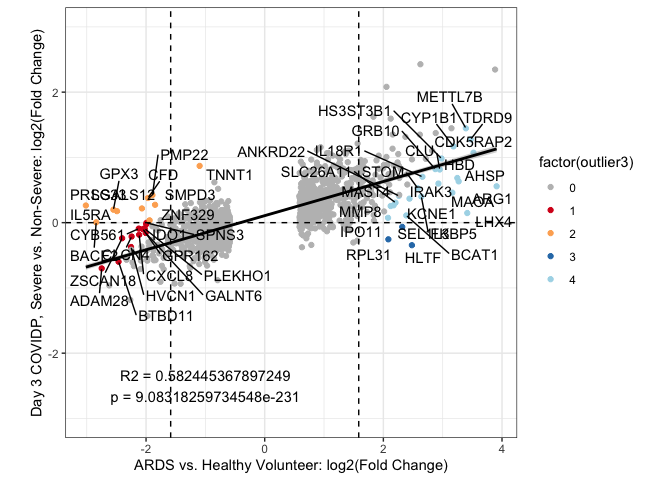 METTL7B
HS3ST3B1
CYP1B1
TDRD9
GRB10
CDK5RAP2
ANKRD22
IL18R1
CLU
PMP22
HBD
GPX3
CFD
TNNT1
SLC26A11
STOM
AHSP
SMPD3
MAST4
IRAK3
ARG1
IL5RA
ZNF329
MMP8
KCNE1
LHX4
CYB561
SPNS3
IPO11
FKBP5
GPR162
RPL31
HLTF
BCAT1
ZSCAN18
CXCL8
PLEKHO1
ADAM28
HVCN1
GALNT6
BTBD11
R2 = 0.582445367897249
p = 9.08318259734548e-231
2
0
-2
-2
0
2
4
ARDS vs. Healthy Volunteer: log2(Fold Change)
Day 3 COVIDP, Severe vs. Non-Severe: log2(Fold Change)
factor(outlier3)
0
1
2
3
4